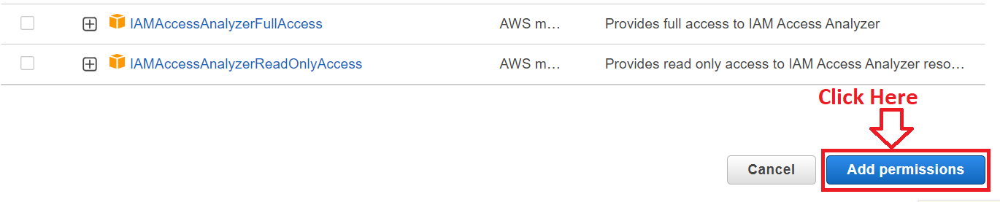 IAMAccessAnalyzerFullAccess AWS m… Provides full access to IAM Access Analyzer
IAMAccessAnalyzerReadOnlyAccess AWS m… Provides read only access to IAM Access Analyzer reso…
Click Here
Cancel Add permissions